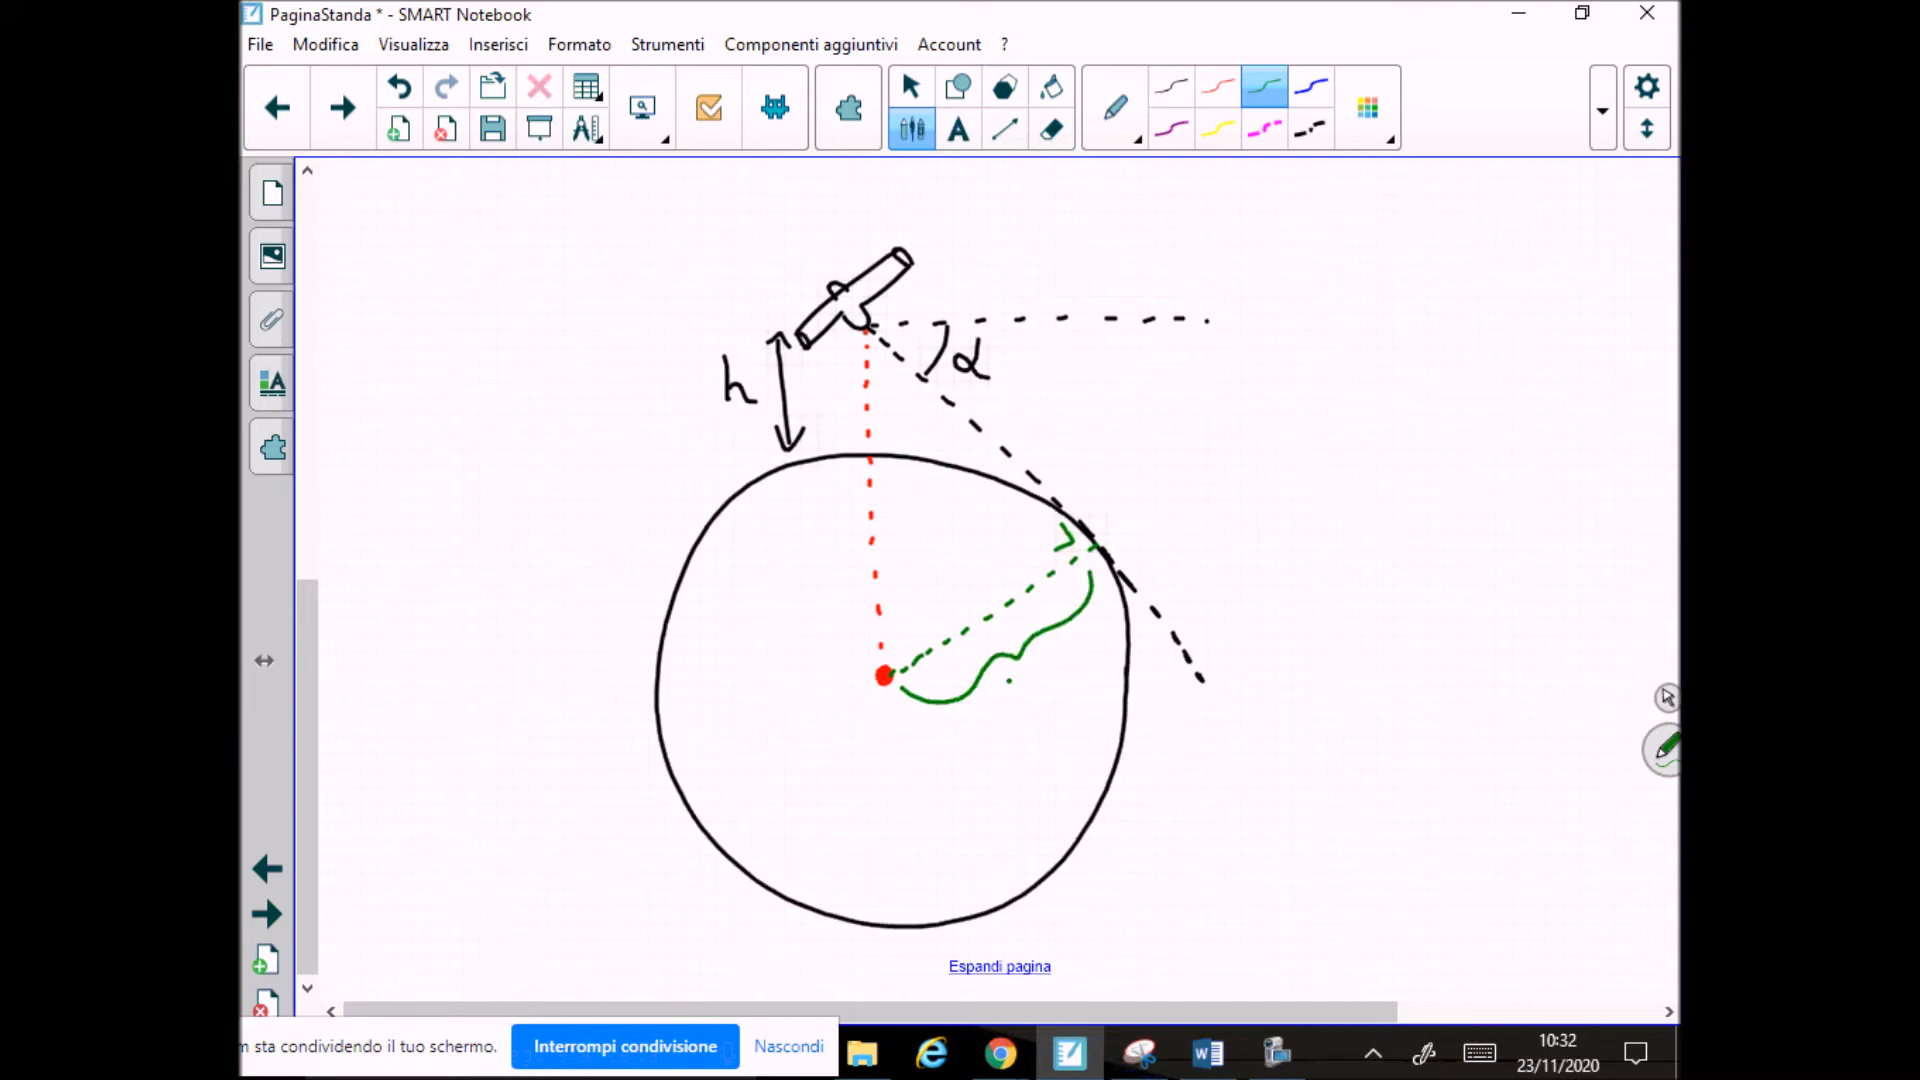 PaginaStanda * - SMART Notebook
File Modifica Visualizza Inserisci Formato Strumenti Componenti aggiuntivi Account ?
h
α
Espandi pagina
m sta condividendo il tuo schermo. Interrompi condivisione Nascondi
10:32
23/11/2020